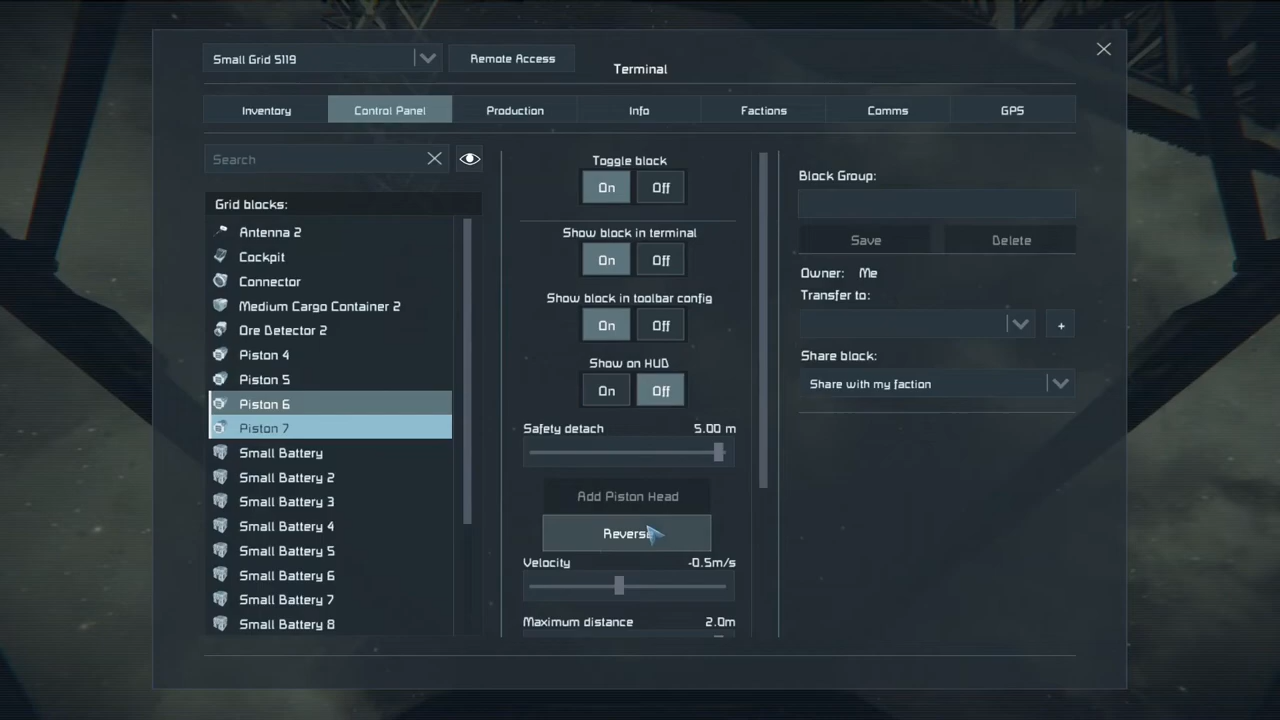 Small Grid 5119
Remote Access
Terminal
Inventory
Control Panel
Production
Info
Factions
Comms
GPS
Search
Grid blocks:
Antenna 2
Cockpit
Connector
Medium Cargo Container 2
Ore Detector 2
Piston 4
Piston 5
Piston 6
Piston 7
Small Battery
Small Battery 2
Small Battery 3
Small Battery 4
Small Battery 5
Small Battery 6
Small Battery 7
Small Battery 8
Toggle block
On Off
Show block in terminal
On Off
Show block in toolbar config
On Off
Show on HUD
On Off
Safety detach 5.00 m
Add Piston Head
Reverse
Velocity -0.5m/s
Maximum distance 2.0m
Block Group:
Save Delete
Owner: Me
Transfer to:
+
Share block:
Share with my faction